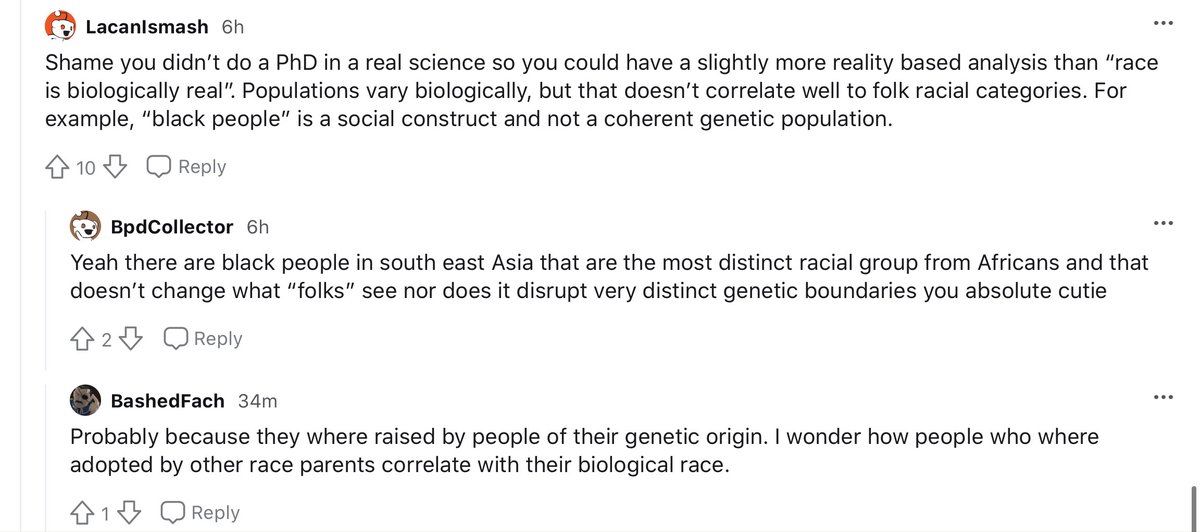 LacanIsmash 6h
Shame you didn’t do a PhD in a real science so you could have a slightly more reality based analysis than “race
is biologically real”. Populations vary biologically, but that doesn’t correlate well to folk racial categories. For
example, “black people” is a social construct and not a coherent genetic population.
10 Reply
BpdCollector 6h
Yeah there are black people in south east Asia that are the most distinct racial group from Africans and that
doesn’t change what “folks” see nor does it disrupt very distinct genetic boundaries you absolute cutie
2 Reply
BashedFach 34m
Probably because they where raised by people of their genetic origin. I wonder how people who where
adopted by other race parents correlate with their biological race.
1 Reply